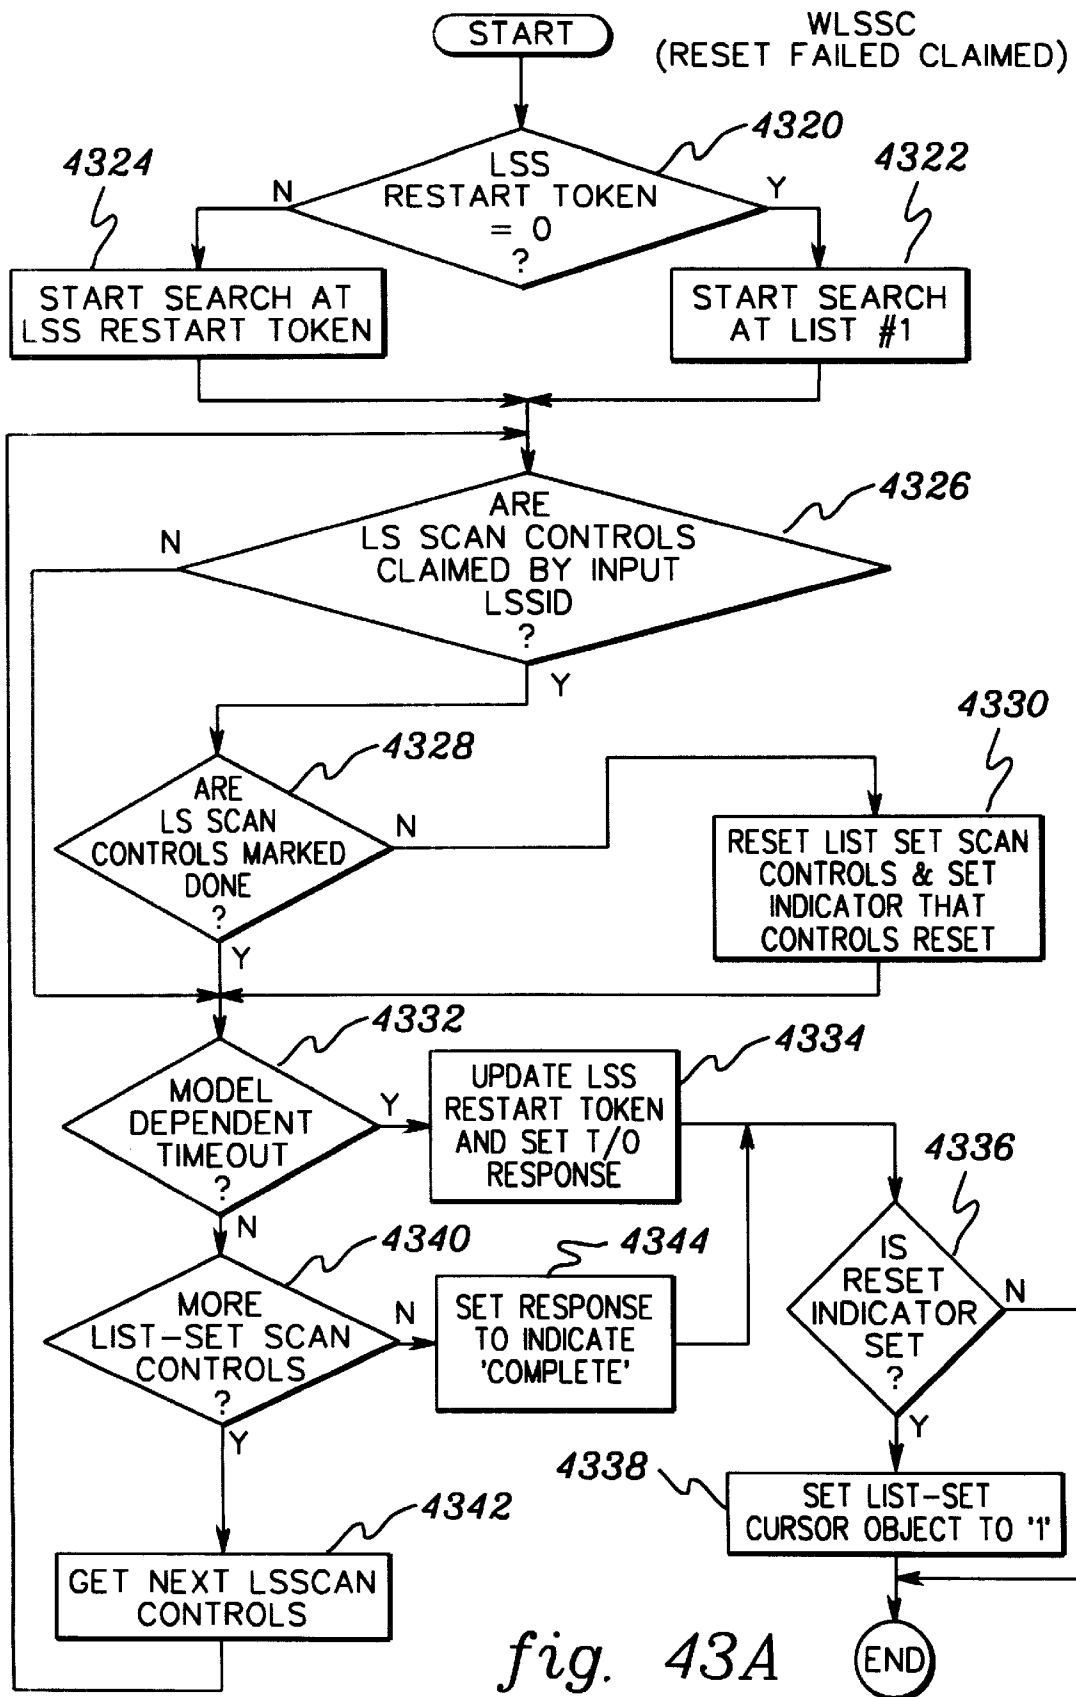 START
WLSSC
(RESET FAILED CLAIMED)
4320
LSS
RESTART TOKEN
= 0
?
N
Y
4324
4322
START SEARCH AT
LSS RESTART TOKEN
START SEARCH
AT LIST #1
4326
ARE
LS SCAN CONTROLS
CLAIMED BY INPUT
LSSID
?
N
Y
4328
ARE
LS SCAN
CONTROLS MARKED
DONE
?
N
Y
4330
RESET LIST SET SCAN
CONTROLS & SET
INDICATOR THAT
CONTROLS RESET
4332
MODEL
DEPENDENT
TIMEOUT
?
Y
N
4334
UPDATE LSS
RESTART TOKEN
AND SET T/O
RESPONSE
4336
IS
RESET
INDICATOR
SET
?
N
Y
4340
MORE
LIST-SET SCAN
CONTROLS
?
N
Y
4344
SET RESPONSE
TO INDICATE
'COMPLETE'
4338
SET LIST-SET
CURSOR OBJECT TO '1'
4342
GET NEXT LSSCAN
CONTROLS
END
fig. 43A